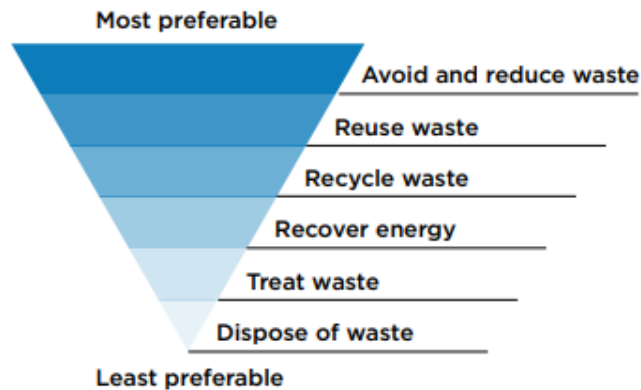 Most preferable
Avoid and reduce waste
Reuse waste
Recycle waste
Recover energy
Treat waste
Dispose of waste
Least preferable